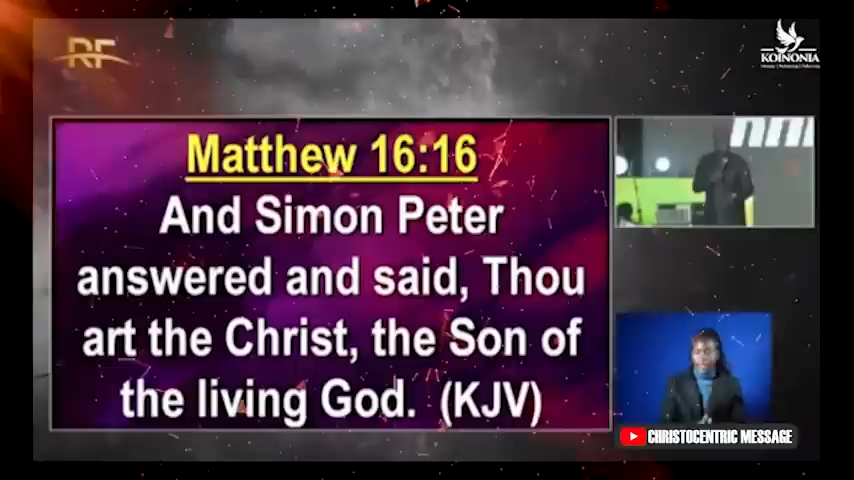 RF
KOINONIA
Matthew 16:16
And Simon Peter
answered and said, Thou
art the Christ, the Son of
the living God. (KJV)
CHRISTOCENTRIC MESSAGE